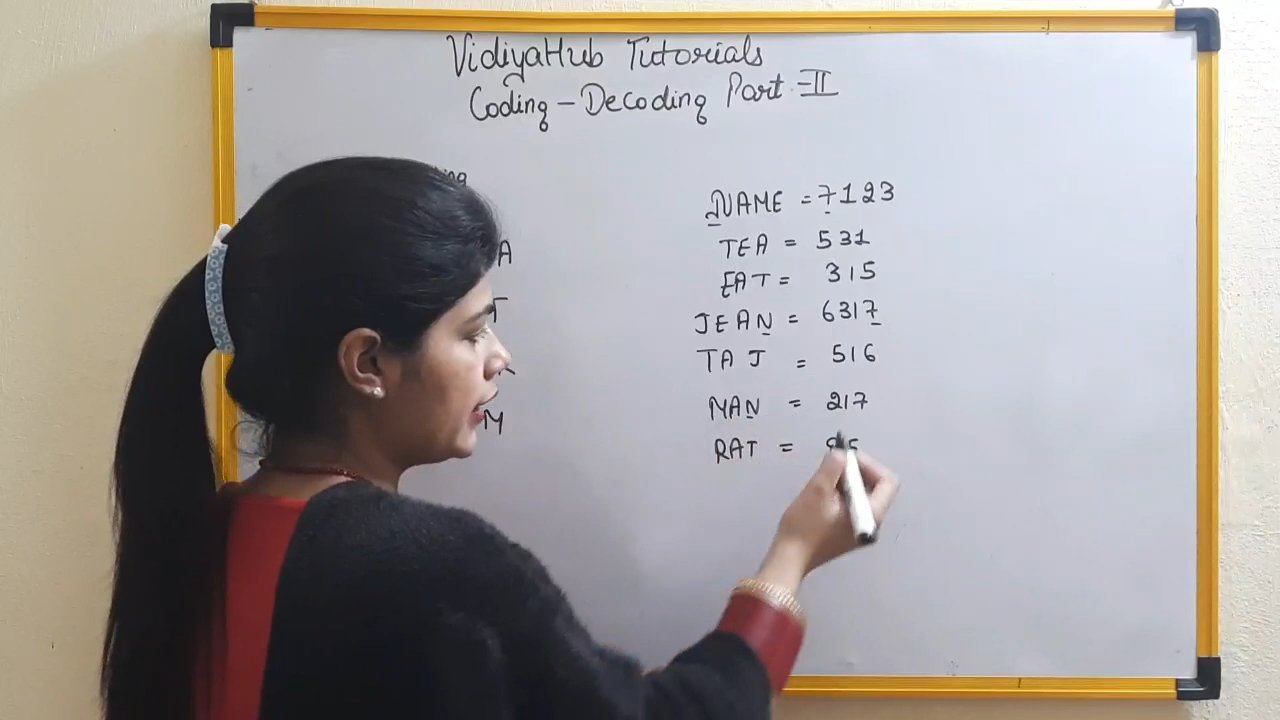 VidiyaHub Tutorials
Coding - Decoding Part - II
NAME = 7123
TEA = 531
EAT = 315
JEAN = 6317
TAJ = 516
MAN = 217
RAT =
A
T
M